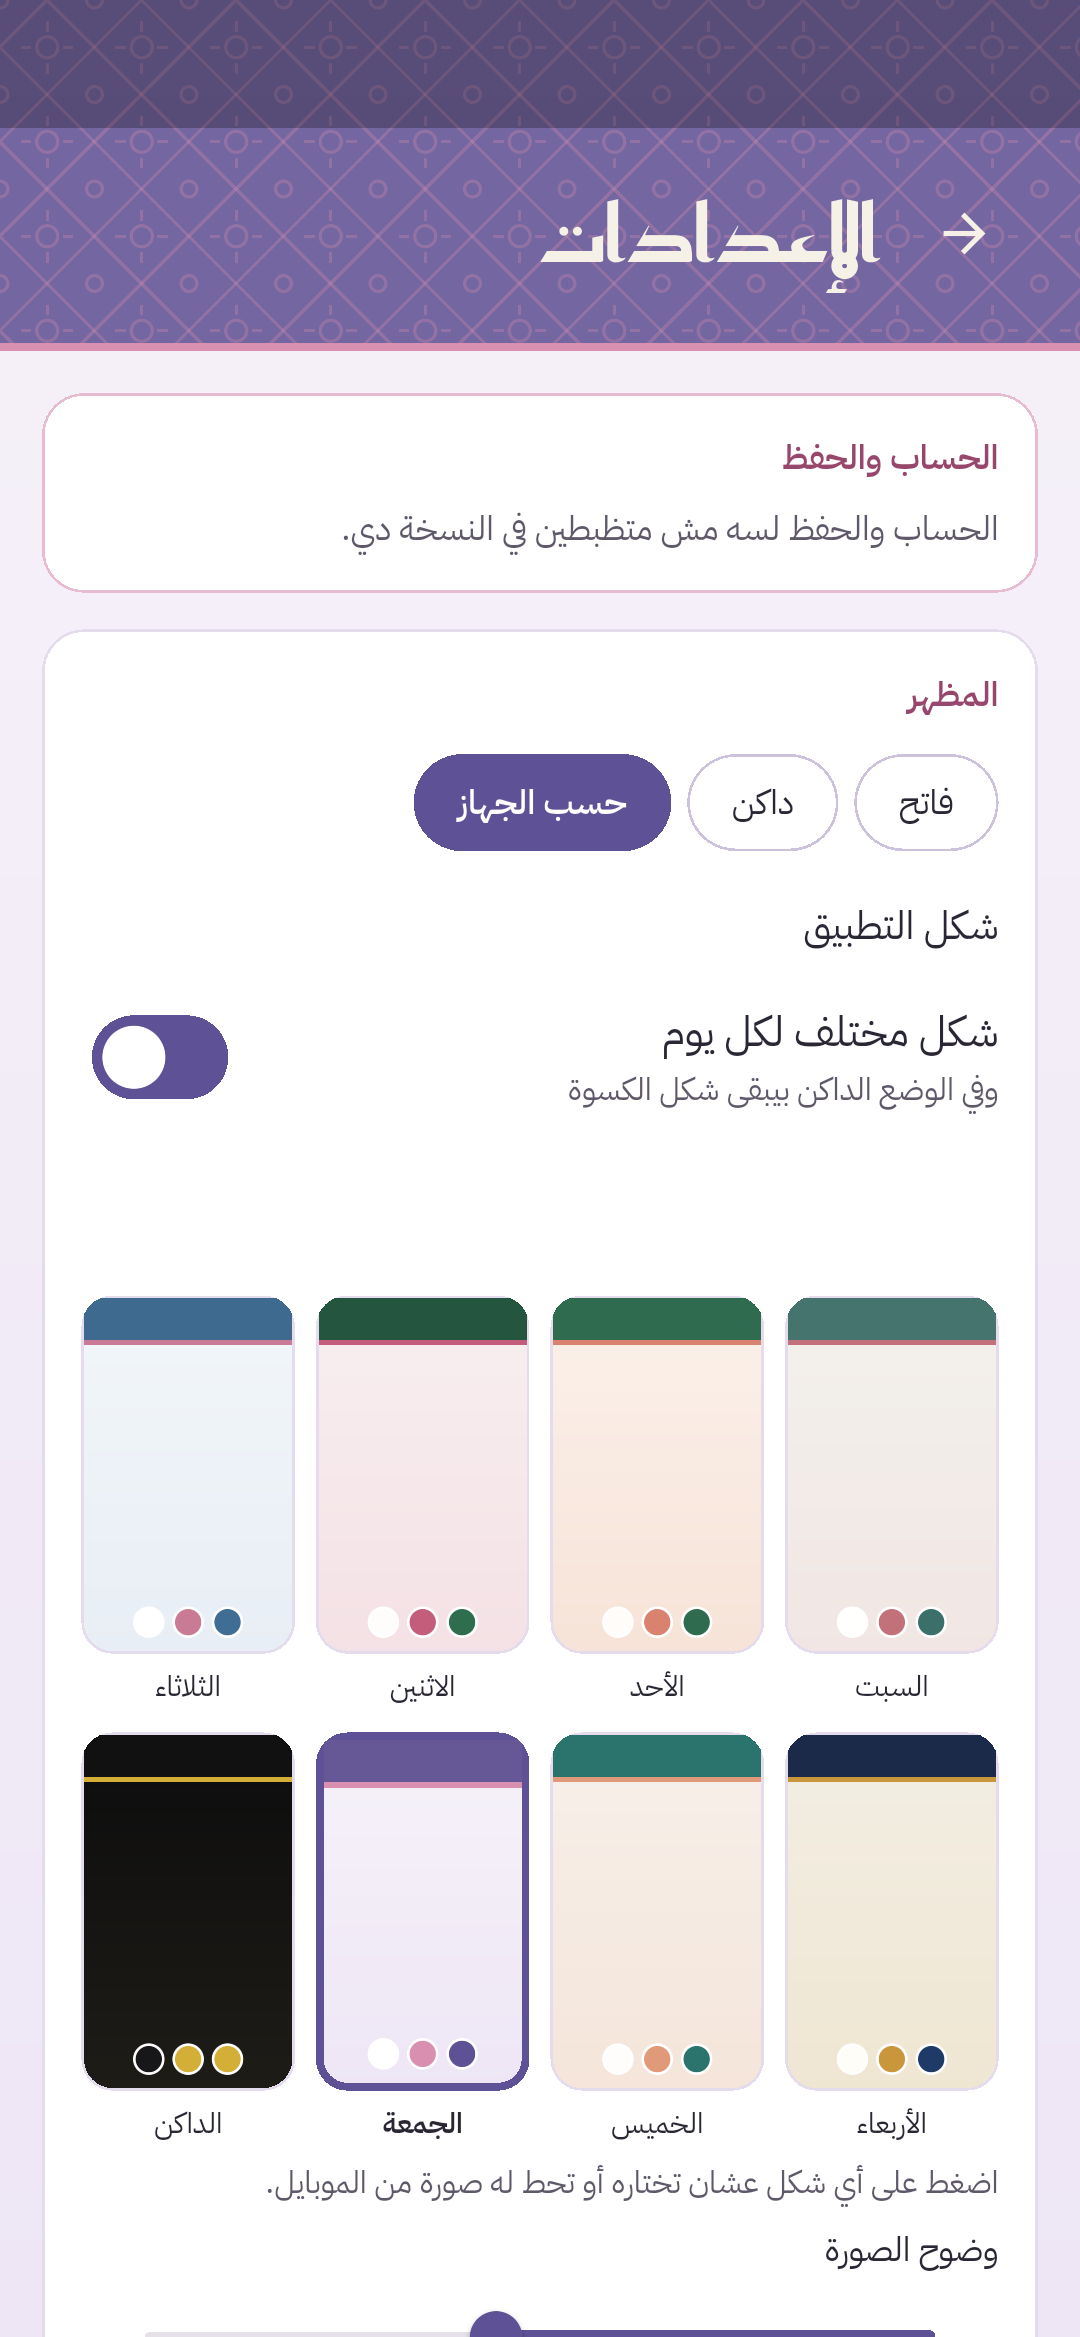 الإعدادات
الحساب والحفظ
الحساب والحفظ لسه مش متظبطين في النسخة دي.
المظهر
فاتح داكن حسب الجهاز
شكل التطبيق
شكل مختلف لكل يوم
وفي الوضع الداكن بيبقى شكل الكسوة
السبت الأحد الاثنين الثلاثاء
الأربعاء الخميس الجمعة الداكن
اضغط على أي شكل عشان تختاره أو تحط له صورة من الموبايل.
وضوح الصورة